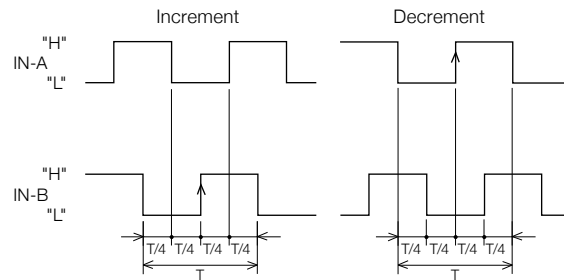 Increment Decrement
"H" IN-A "L"
"H" IN-B "L"
T/4 T/4 T/4 T/4 T/4 T/4 T/4 T/4
T T